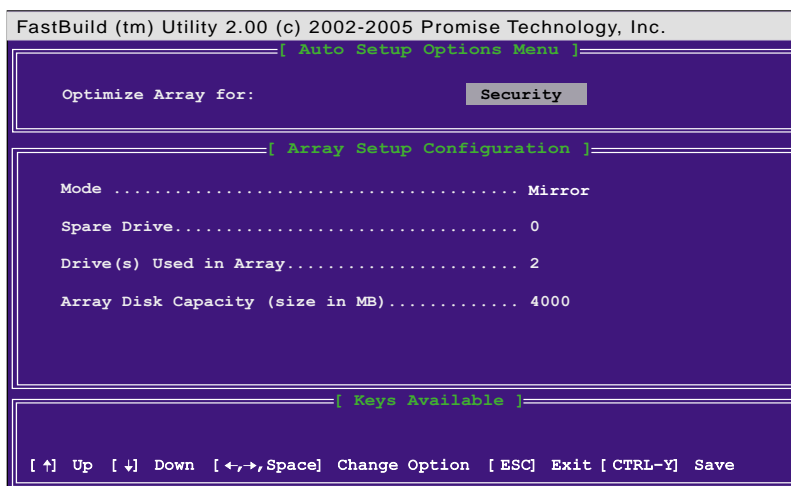 FastBuild (tm) Utility 2.00 (c) 2002-2005 Promise Technology, Inc.
[ Auto Setup Options Menu ]
Optimize Array for: Security
[ Array Setup Configuration ]
Mode ........................................ Mirror
Spare Drive.................................. 0
Drive(s) Used in Array....................... 2
Array Disk Capacity (size in MB)............. 4000
[ Keys Available ]
[↑] Up [↓] Down [←,→,Space] Change Option [ESC] Exit [CTRL-Y] Save